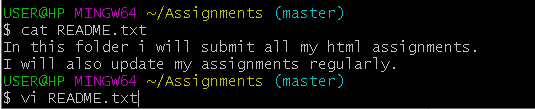 USER@HP MINGW64 ~/Assignments (master)
$ cat README.txt
In this folder i will submit all my html assignments.
I will also update my assignments regularly.
USER@HP MINGW64 ~/Assignments (master)
$ vi README.txt